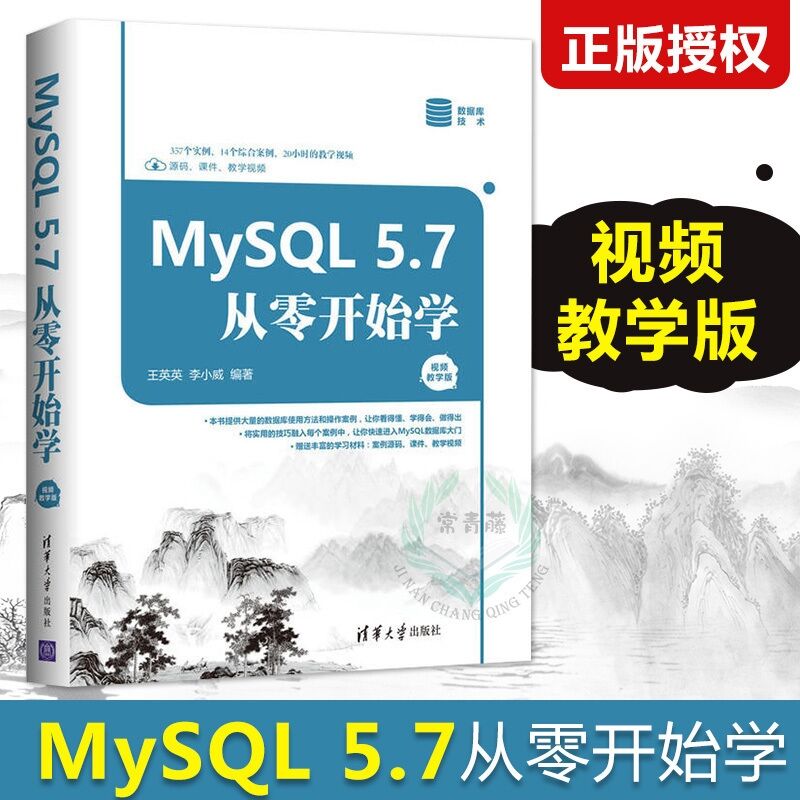 正版授权
视频
教学版
数据库
技术
357个实例、14个综合案例、20小时的教学视频
源码、课件、教学视频
MySQL 5.7
从零开始学
王英英 李小威 编著
视频
教学版
•本书提供大量的数据库使用方法和操作案例，让你看得懂、学得会、做得出
•将实用的技巧融入每个案例中，让你快速进入MySQL数据库大门
•赠送丰富的学习材料：案例源码、课件、教学视频
常青藤
JI NAN CHANG QING TENG
清华大学出版社
MySQL 5.7 从零开始学
视频
教学版
清华大学出版社
MySQL 5.7从零开始学